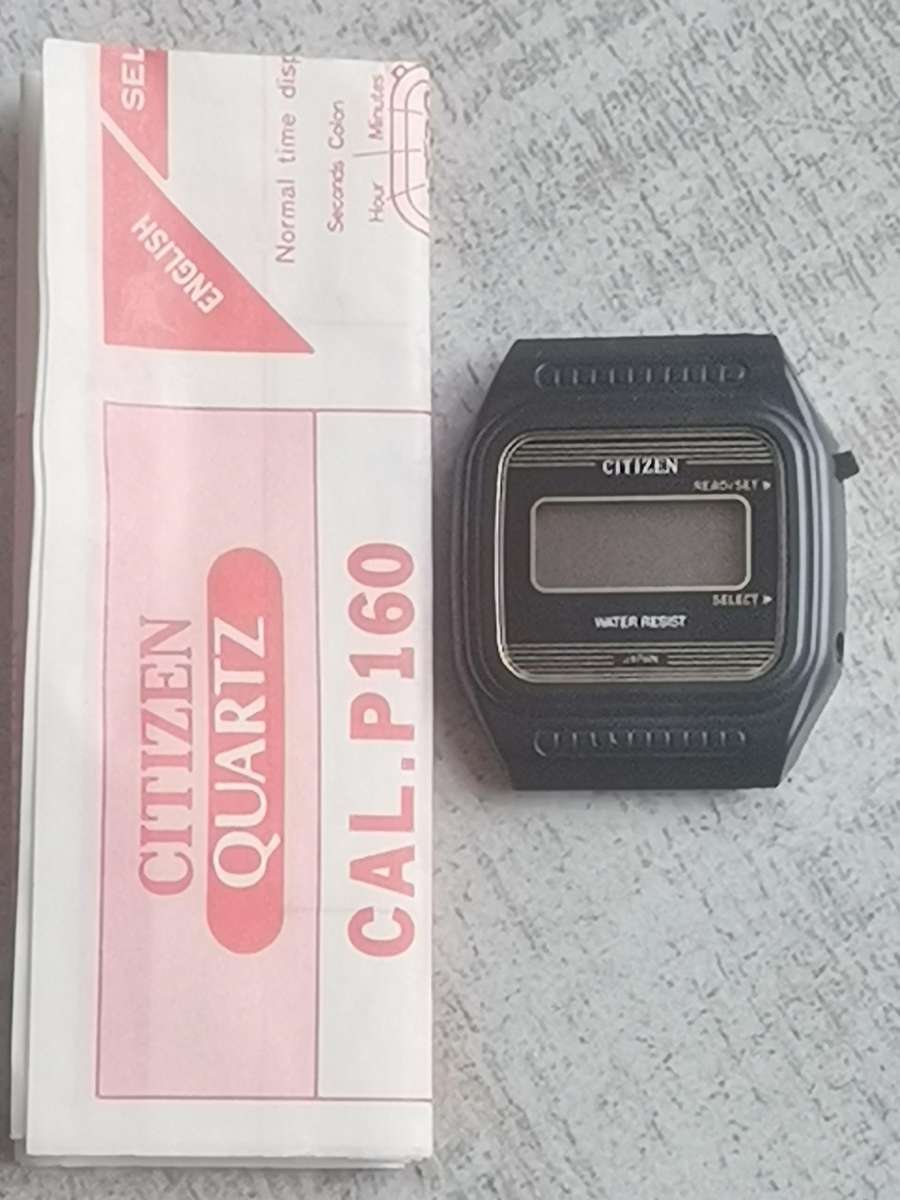 SEL
ENGLISH
Normal time disp
Seconds Colon
Hour Minutes
CITIZEN
QUARTZ
CAL.P160
CITIZEN
READ/SET
SELECT
WATER RESIST
JAPAN